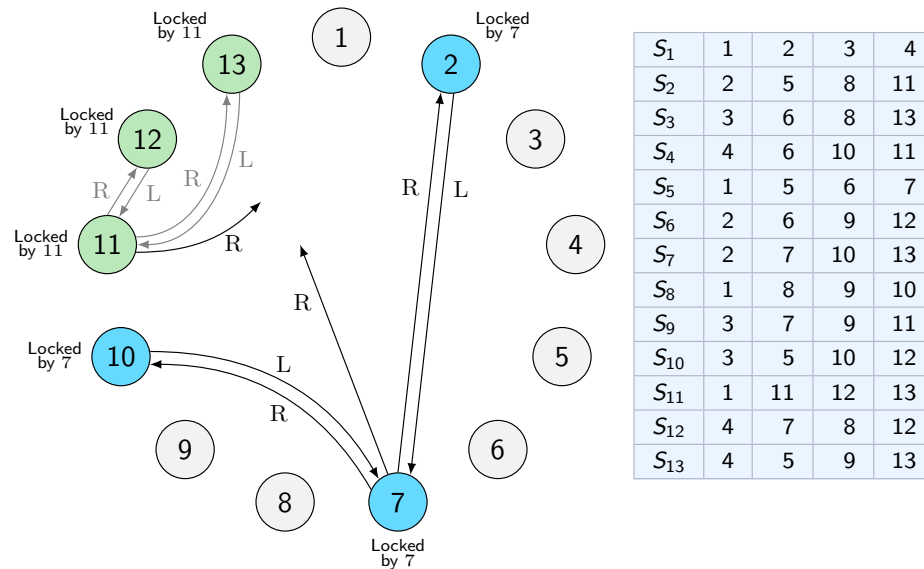 Locked
by 11
13
1
Locked
by 7
2
Locked
by 11
12
3
R
L
R
L
R
L
Locked
by 11
11
R
4
R
Locked
by 7
10
L
R
5
9
6
8
7
Locked
by 7
S1 1 2 3 4
S2 2 5 8 11
S3 3 6 8 13
S4 4 6 10 11
S5 1 5 6 7
S6 2 6 9 12
S7 2 7 10 13
S8 1 8 9 10
S9 3 7 9 11
S10 3 5 10 12
S11 1 11 12 13
S12 4 7 8 12
S13 4 5 9 13